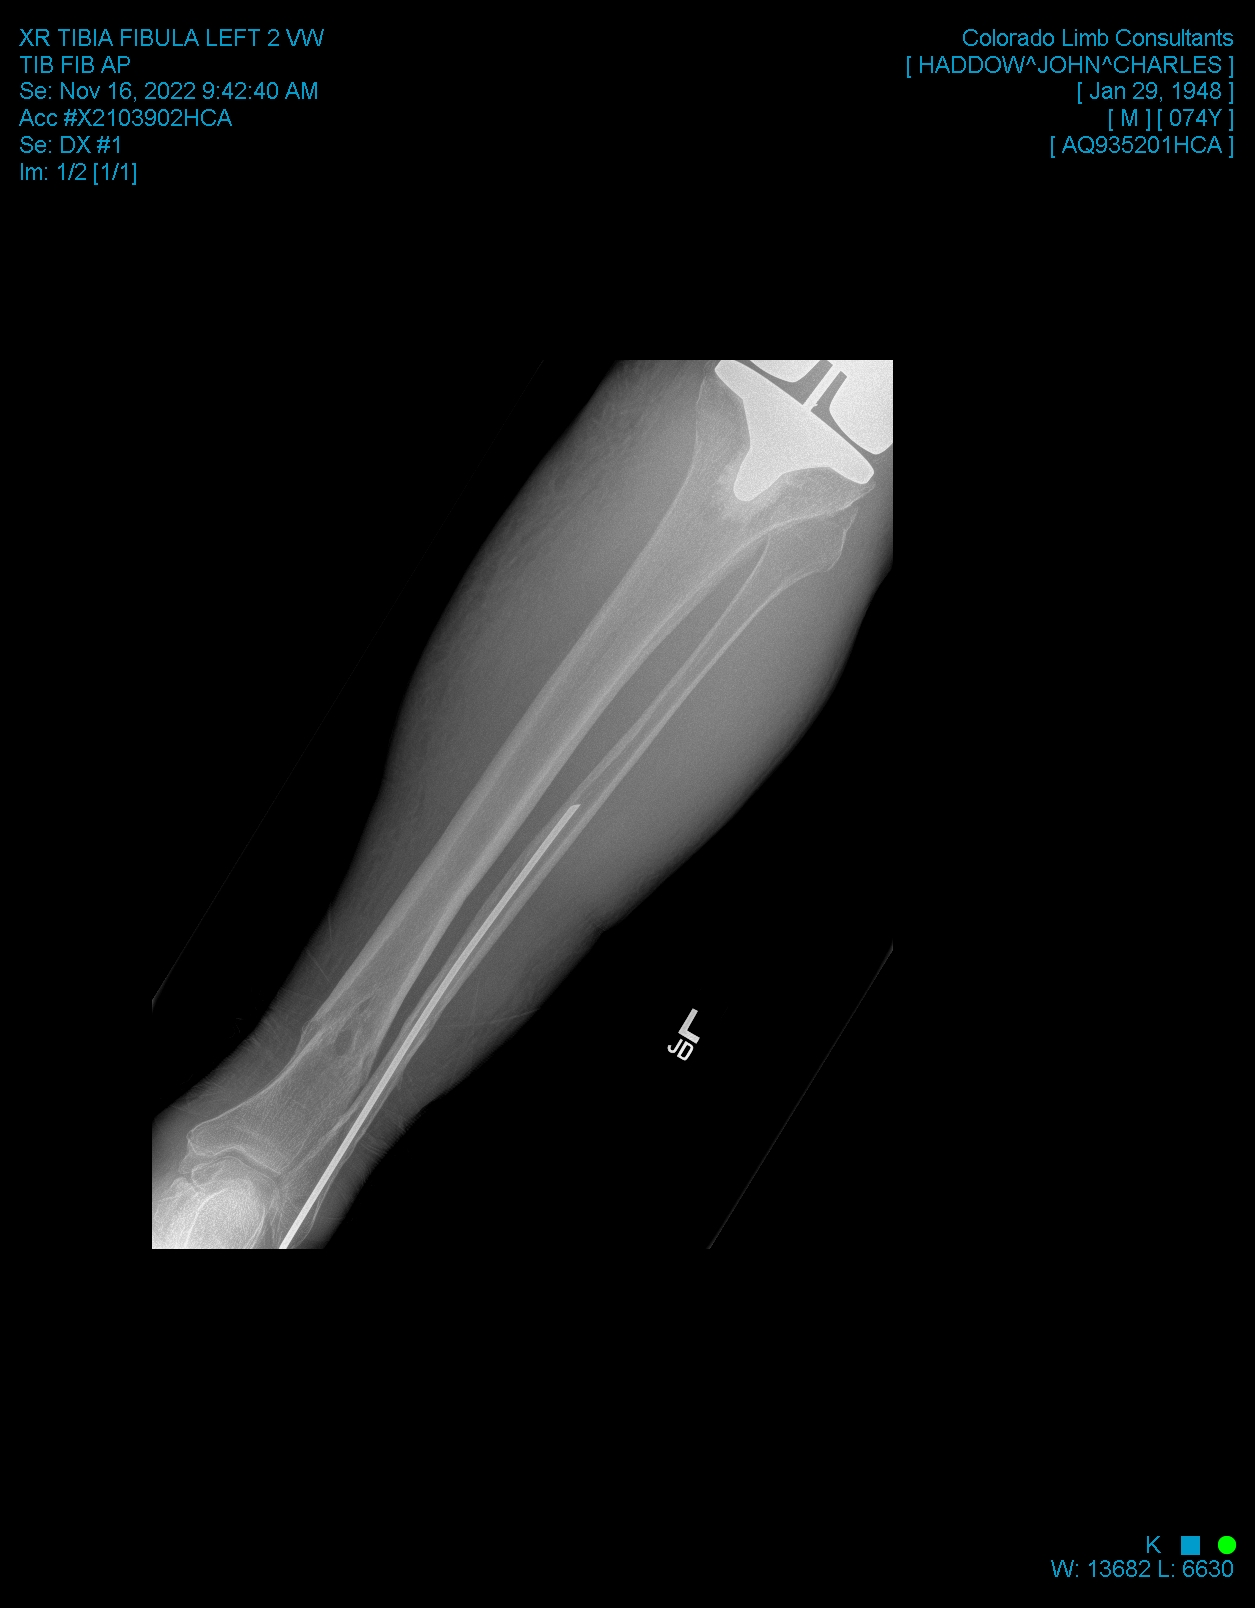 XR TIBIA FIBULA LEFT 2 VW
TIB FIB AP
Se: Nov 16, 2022 9:42:40 AM
Acc #X2103902HCA
Se: DX #1
Im: 1/2 [1/1]
Colorado Limb Consultants
[ HADDOW^JOHN^CHARLES ]
[ Jan 29, 1948 ]
[ M ] [ 074Y ]
[ AQ935201HCA ]
L
JD
K
W: 13682 L: 6630